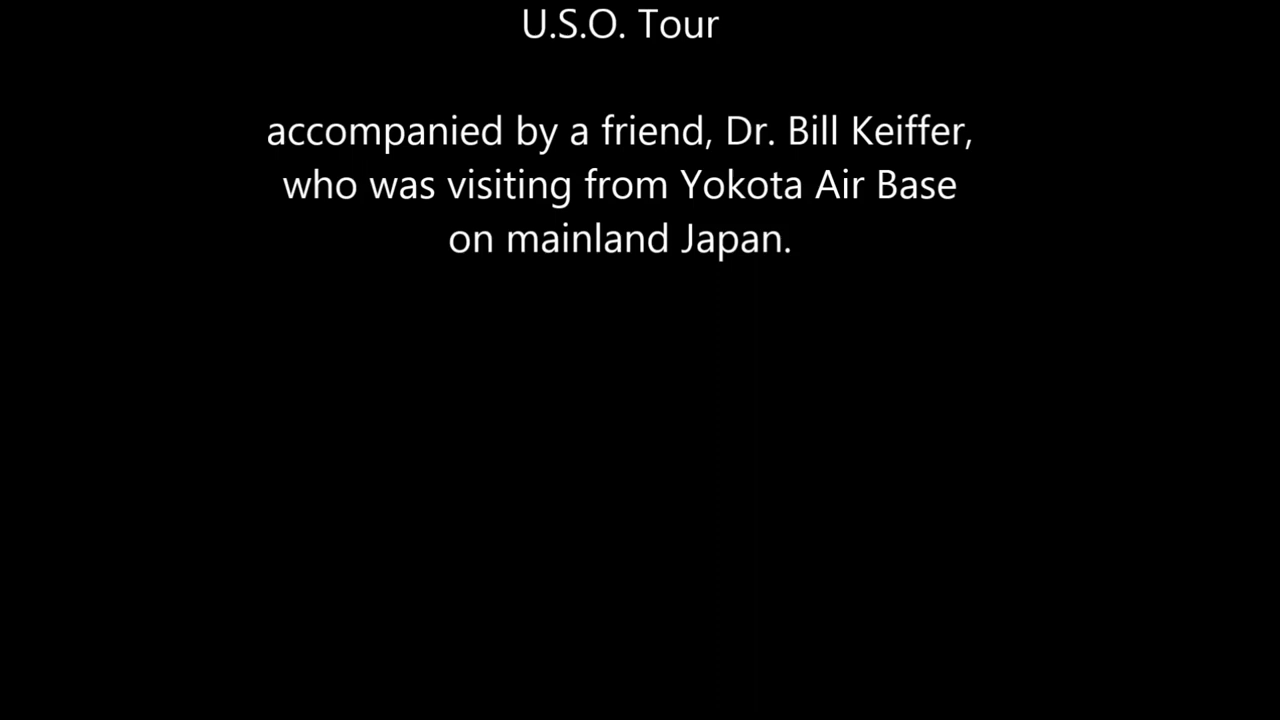 U.S.O. Tour
accompanied by a friend, Dr. Bill Keiffer,
who was visiting from Yokota Air Base
on mainland Japan.